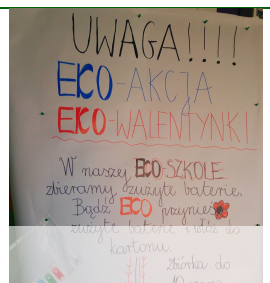 UWAGA!!!!
EKO-AKCJA
EKO-WALENTYNKI
W naszej ECO-SZKOLE
zbieramy zużyte baterie.
Bądź ECO przynieś
zużyte baterie i włóż do
kartonu.
Zbiórka do